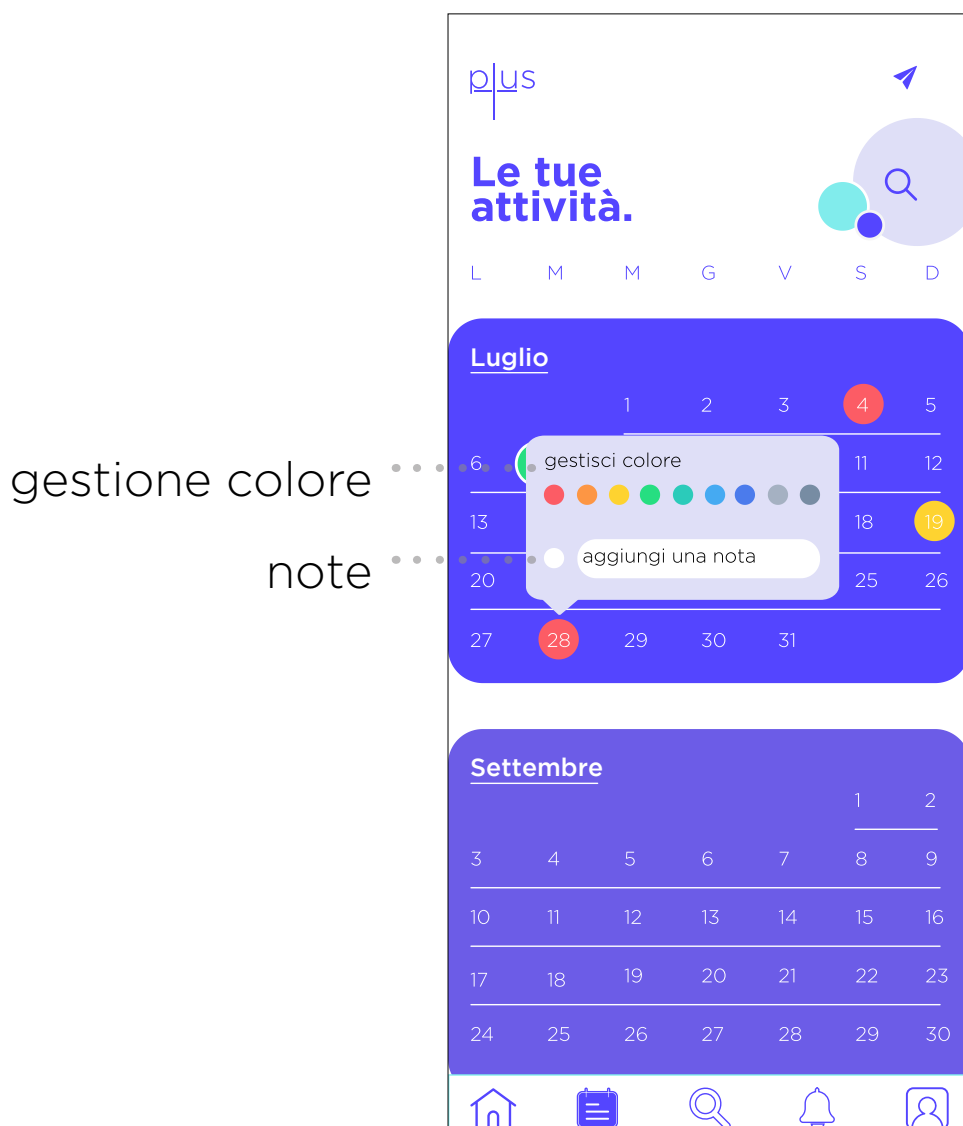 plus
Le tue
attività.
L M M G V S D
Luglio
1 2 3 4 5
6 11 12
13 18 19
20 25 26
27 28 29 30 31
gestisci colore
aggiungi una nota
gestione colore
note
Settembre
1 2
3 4 5 6 7 8 9
10 11 12 13 14 15 16
17 18 19 20 21 22 23
24 25 26 27 28 29 30